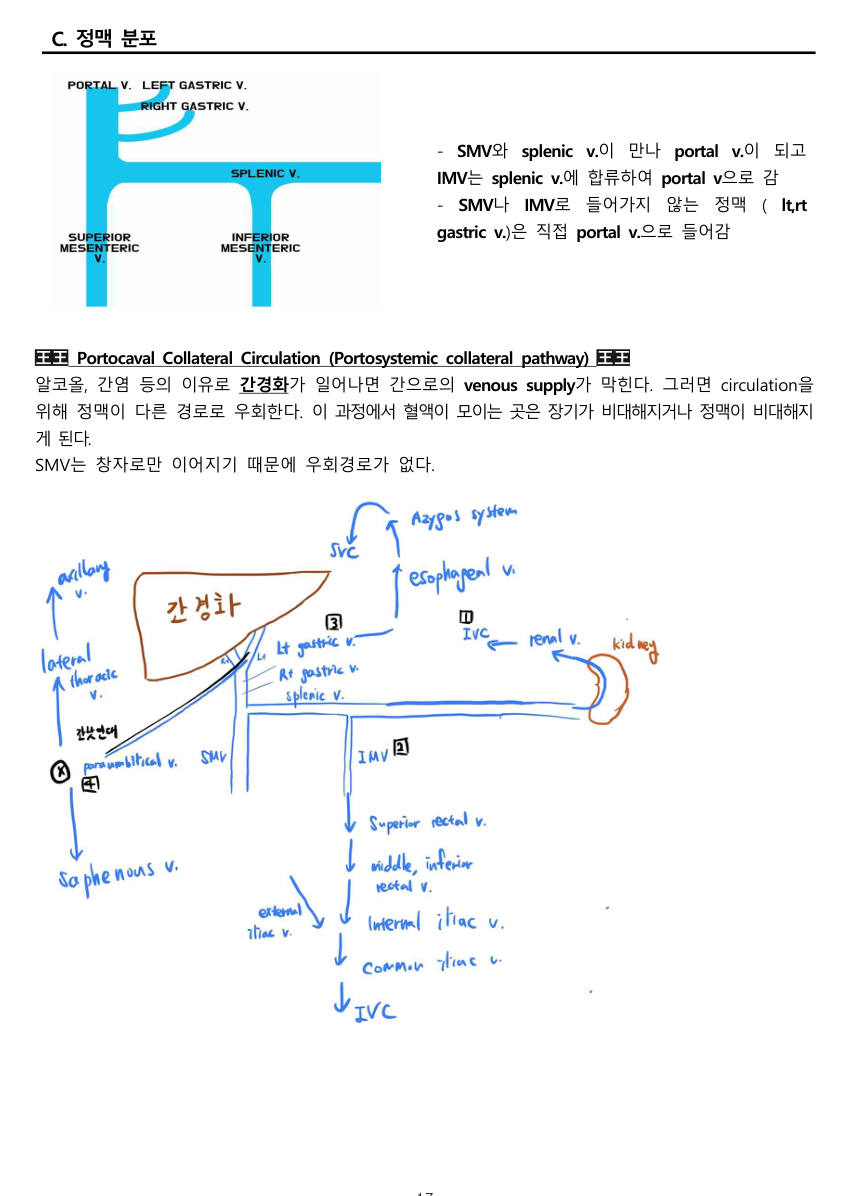 C. 정맥 분포
PORTAL V. LEFT GASTRIC V.
RIGHT GASTRIC V.
SPLENIC V.
SUPERIOR
MESENTERIC
V.
INFERIOR
MESENTERIC
V.
- SMV와 splenic v.이 만나 portal v.이 되고
IMV는 splenic v.에 합류하여 portal v으로 감
- SMV나 IMV로 들어가지 않는 정맥 ( lt,rt
gastric v.)은 직접 portal v.으로 들어감
王王 Portocaval Collateral Circulation (Portosystemic collateral pathway) 王王
알코올, 간염 등의 이유로 간경화가 일어나면 간으로의 venous supply가 막힌다. 그러면 circulation을
위해 정맥이 다른 경로로 우회한다. 이 과정에서 혈액이 모이는 곳은 장기가 비대해지거나 정맥이 비대해지
게 된다.
SMV는 창자로만 이어지기 때문에 우회경로가 없다.
Azygos system
SVC
esophageal v.
axillary
v.
간경화
3
Lt gastric v.
1
IVC
renal v.
kidney
lateral
thoracic
v.
Rt
Lt
Rt gastric v.
splenic v.
간낫인대
paraumbilical v.
4
SMV
IMV
2
Superior rectal v.
middle, inferior
rectal v.
Saphenous v.
external
iliac v.
Internal iliac v.
Common iliac v.
IVC